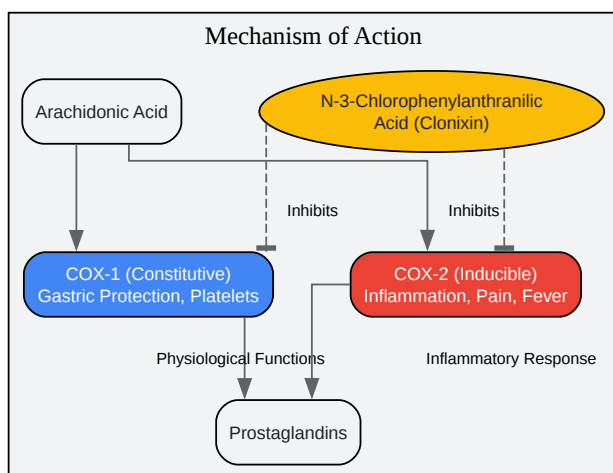 Mechanism of Action
Arachidonic Acid
N-3-Chlorophenylanthranilic
Acid (Clonixin)
Inhibits
Inhibits
COX-1 (Constitutive)
Gastric Protection, Platelets
COX-2 (Inducible)
Inflammation, Pain, Fever
Physiological Functions
Inflammatory Response
Prostaglandins